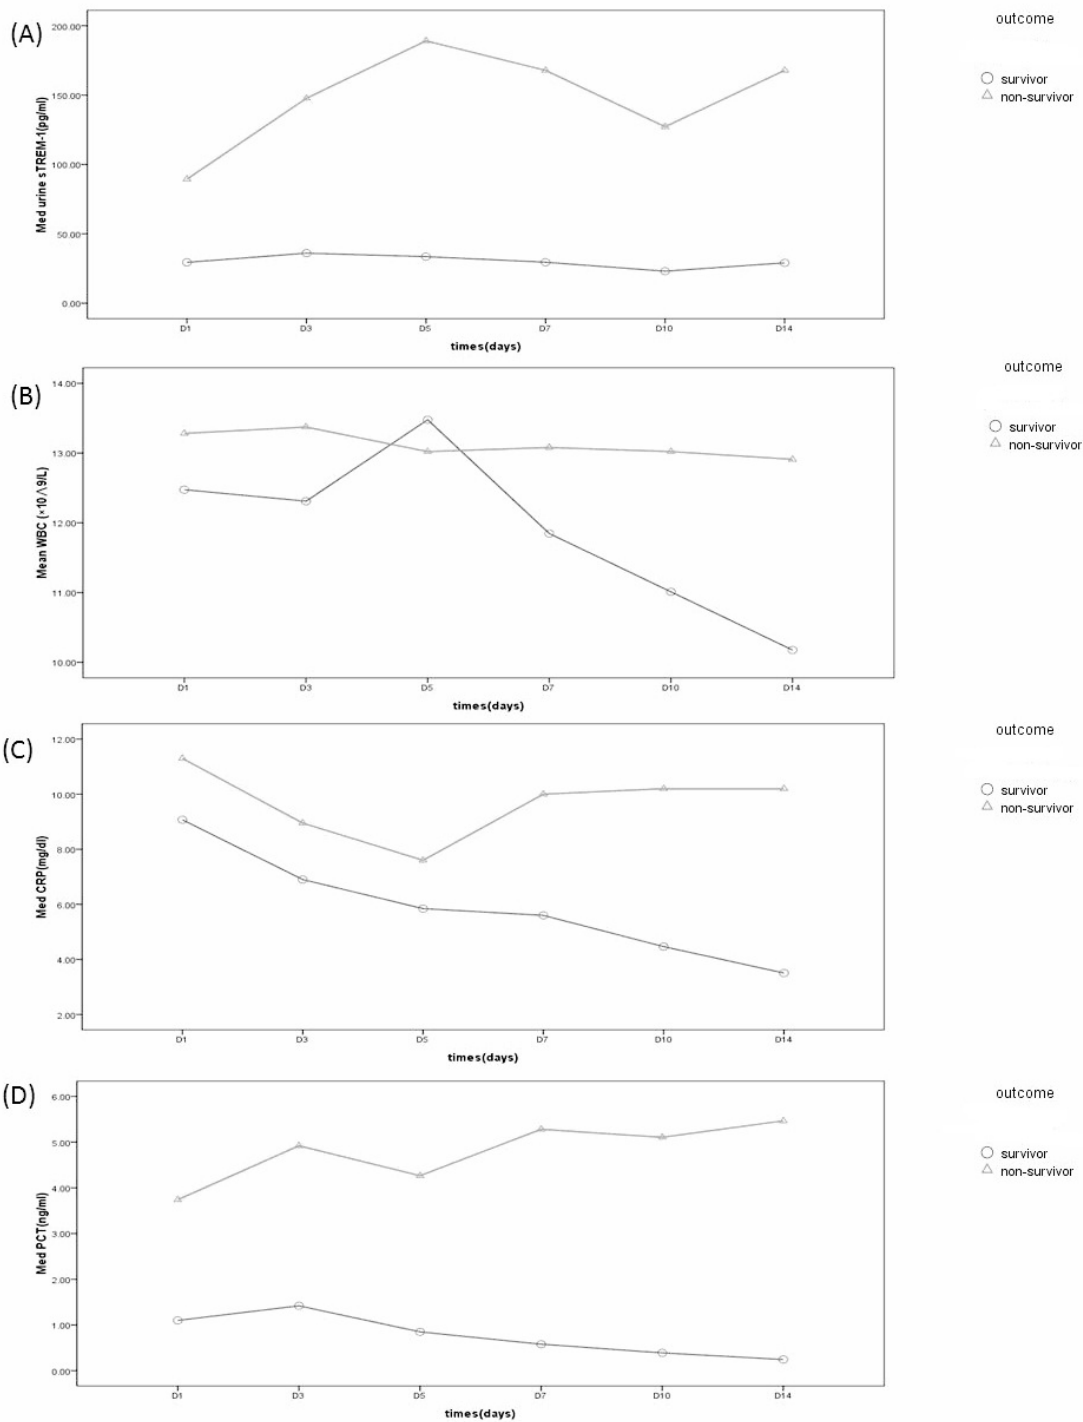 (A)
outcome
survivor
non-survivor
Med urine sTREM-1(pg/ml)
200.00
150.00
100.00
50.00
0.00
D1 D3 D5 D7 D10 D14
times(days)
(B)
outcome
survivor
non-survivor
Mean WBC (×10∧9/L)
14.00
13.00
12.00
11.00
10.00
D1 D3 D5 D7 D10 D14
times(days)
(C)
outcome
survivor
non-survivor
Med CRP(mg/dl)
12.00
10.00
8.00
6.00
4.00
2.00
D1 D3 D5 D7 D10 D14
times(days)
(D)
outcome
survivor
non-survivor
Med PCT(ng/ml)
6.00
5.00
4.00
3.00
2.00
1.00
0.00
D1 D3 D5 D7 D10 D14
times(days)